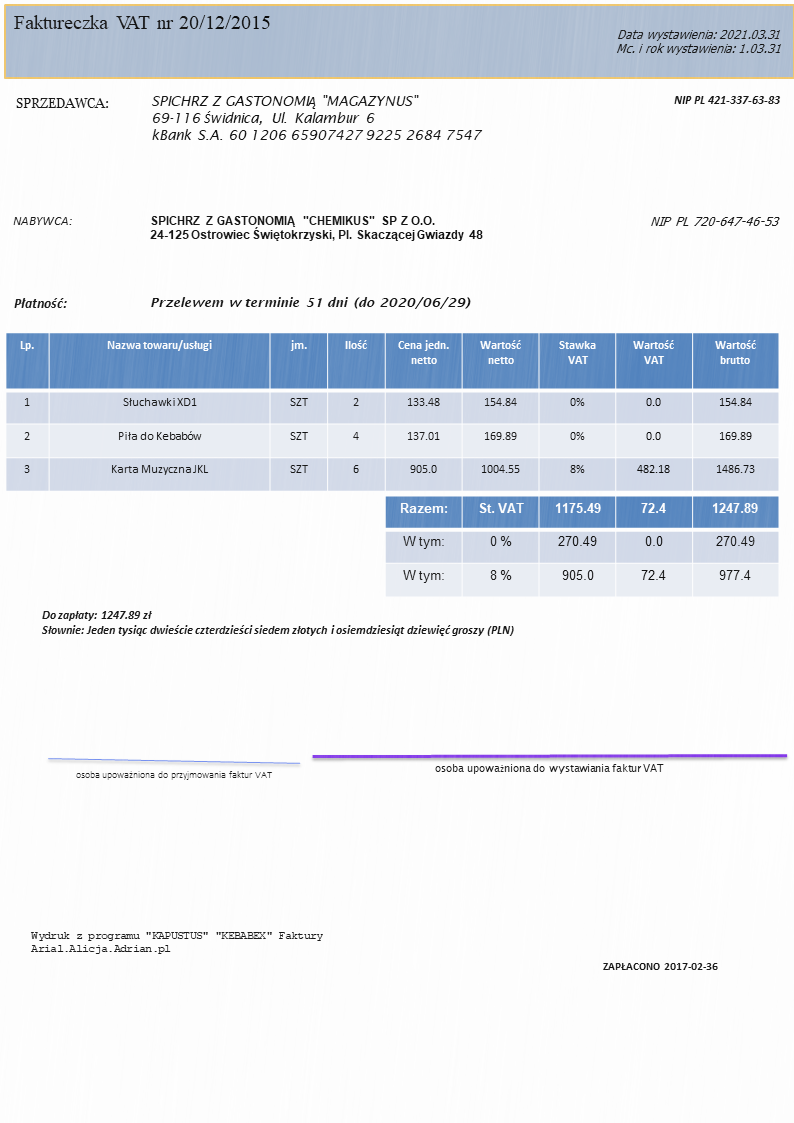 Faktureczka VAT nr 20/12/2015
Data wystawienia: 2021.03.31
Mc. i rok wystawienia: 1.03.31
SPRZEDAWCA: SPICHRZ Z GASTONOMIĄ "MAGAZYNUS" NIP PL 421-337-63-83
69-116 Świdnica, Ul. Kalambur 6
kBank S.A. 60 1206 65907427 9225 2684 7547
NABYWCA: SPICHRZ Z GASTONOMIĄ "CHEMIKUS" SP Z O.O. NIP PL 720-647-46-53
24-125 Ostrowiec Świętokrzyski, Pl. Skaczącej Gwiazdy 48
Płatność: Przelewem w terminie 51 dni (do 2020/06/29)
Lp. Nazwa towaru/usługi jm. Ilość Cena jedn. Wartość Stawka Wartość Wartość
netto netto VAT VAT brutto
1 Słuchawki XD1 SZT 2 133.48 154.84 0% 0.0 154.84
2 Piła do Kebabów SZT 4 137.01 169.89 0% 0.0 169.89
3 Karta Muzyczna JKL SZT 6 905.0 1004.55 8% 482.18 1486.73
Razem: St. VAT 1175.49 72.4 1247.89
W tym: 0 % 270.49 0.0 270.49
W tym: 8 % 905.0 72.4 977.4
Do zapłaty: 1247.89 zł
Słownie: Jeden tysiąc dwieście czterdzieści siedem złotych i osiemdziesiąt dziewięć groszy (PLN)
osoba upoważniona do przyjmowania faktur VAT osoba upoważniona do wystawiania faktur VAT
Wydruk z programu "KAPUSTUS" "KEBABEX" Faktury
Arial.Alicja.Adrian.pl
ZAPŁACONO 2017-02-36